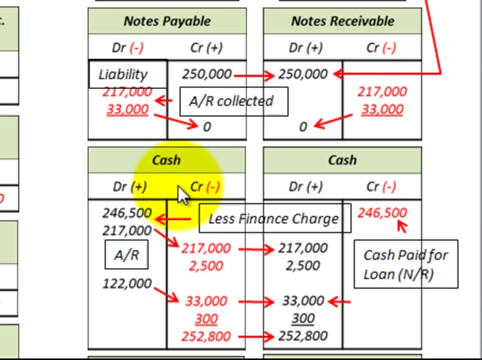 c.
0
Notes Payable
Dr (-) Cr (+)
Liability 250,000
217,000 A/R collected
33,000
0
Notes Receivable
Dr (+) Cr (-)
250,000
217,000
33,000
0
Cash
Dr (+) Cr (-)
246,500 Less Finance Charge
217,000
A/R 217,000
2,500
122,000
33,000
300
252,800
Cash
Dr (+) Cr (-)
246,500
217,000 Cash Paid for
2,500 Loan (N/R)
33,000
300
252,800